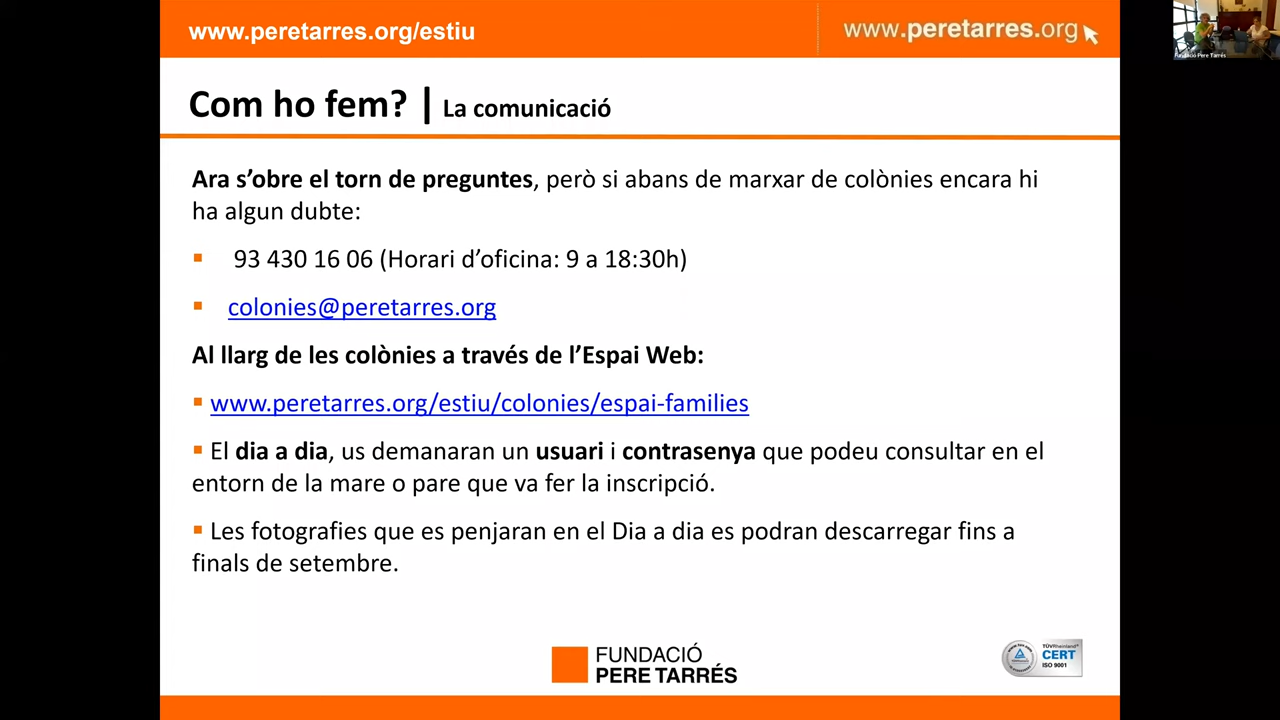 www.peretarres.org/estiu
www.peretarres.org
Fundació Pere Tarrés
Com ho fem? | La comunicació
Ara s’obre el torn de preguntes, però si abans de marxar de colònies encara hi
ha algun dubte:
▪ 93 430 16 06 (Horari d’oficina: 9 a 18:30h)
▪ colonies@peretarres.org
Al llarg de les colònies a través de l’Espai Web:
▪ www.peretarres.org/estiu/colonies/espai-families
▪ El dia a dia, us demanaran un usuari i contrasenya que podeu consultar en el
entorn de la mare o pare que va fer la inscripció.
▪ Les fotografies que es penjaran en el Dia a dia es podran descarregar fins a
finals de setembre.
FUNDACIÓ
PERE TARRÉS
TÜVRheinland
CERT
ISO 9001